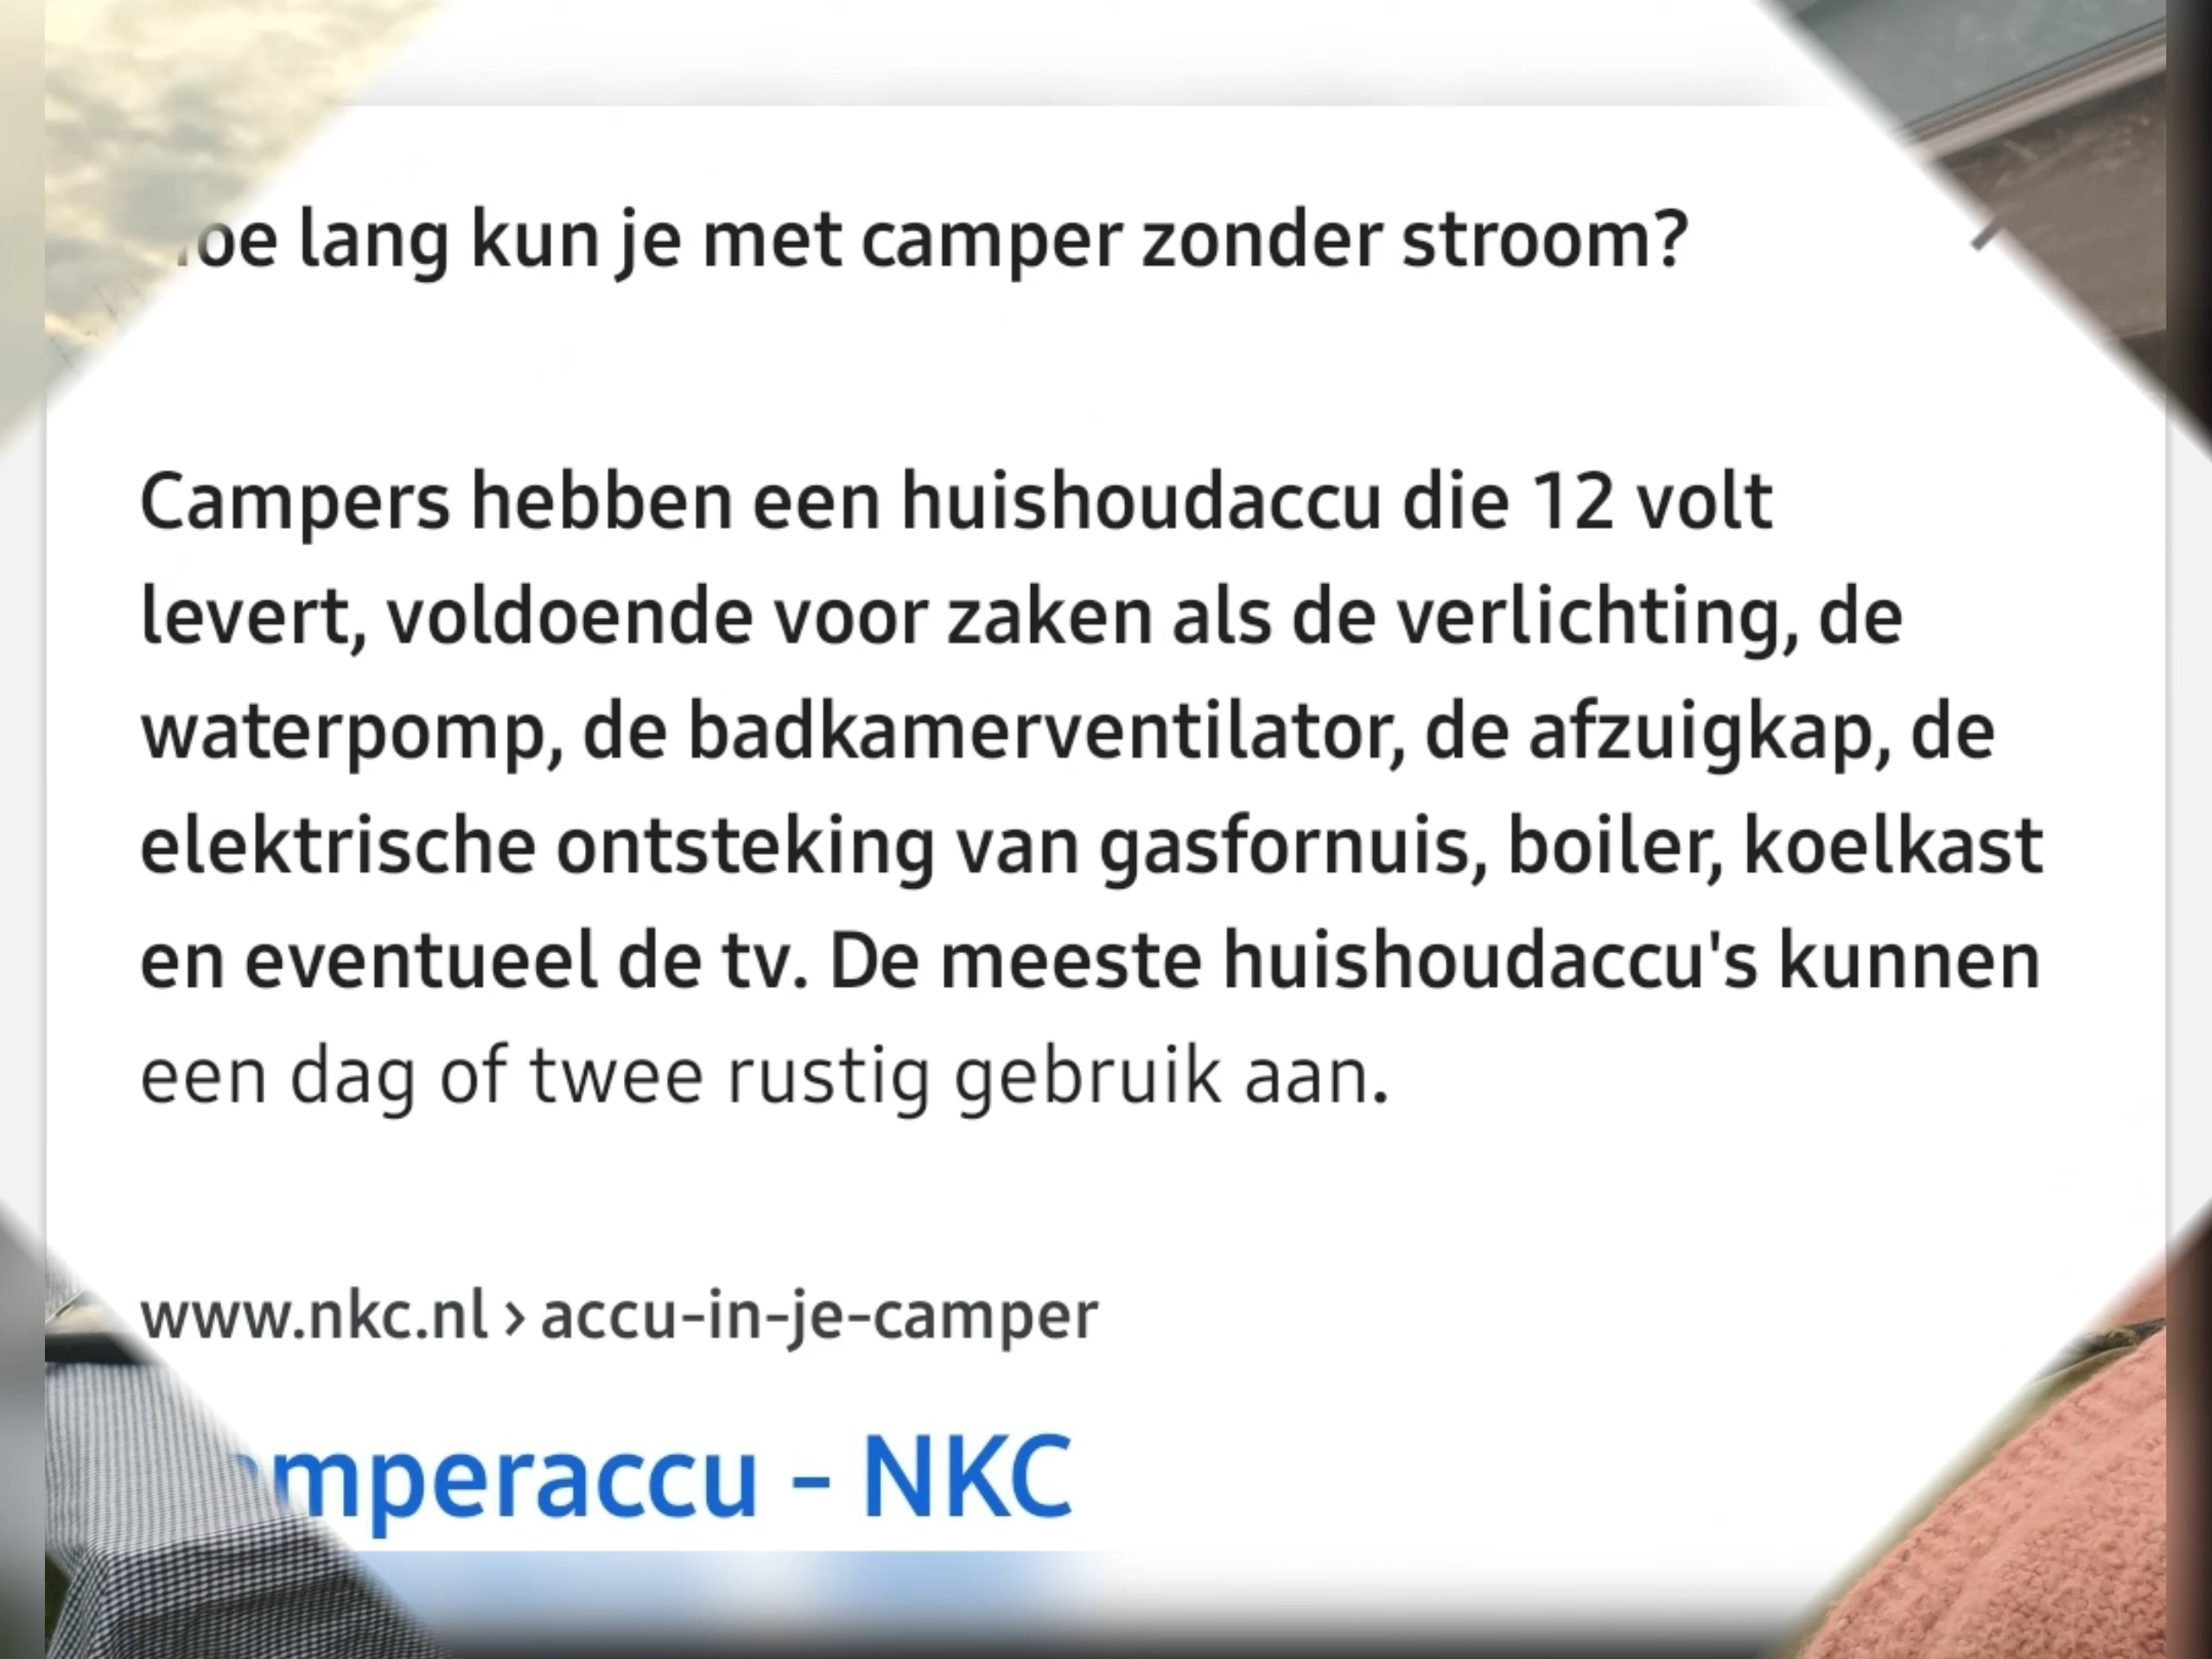 lang kun je met camper zonder stroom?
Campers hebben een huishoudaccu die 12 volt
levert, voldoende voor zaken als de verlichting, de
waterpomp, de badkamerventilator, de afzuigkap, de
elektrische ontsteking van gasfornuis, boiler, koelkast
en eventueel de tv. De meeste huishoudaccu's kunnen
een dag of twee rustig gebruik aan.
www.nkc.nl › accu-in-je-camper
- NKC